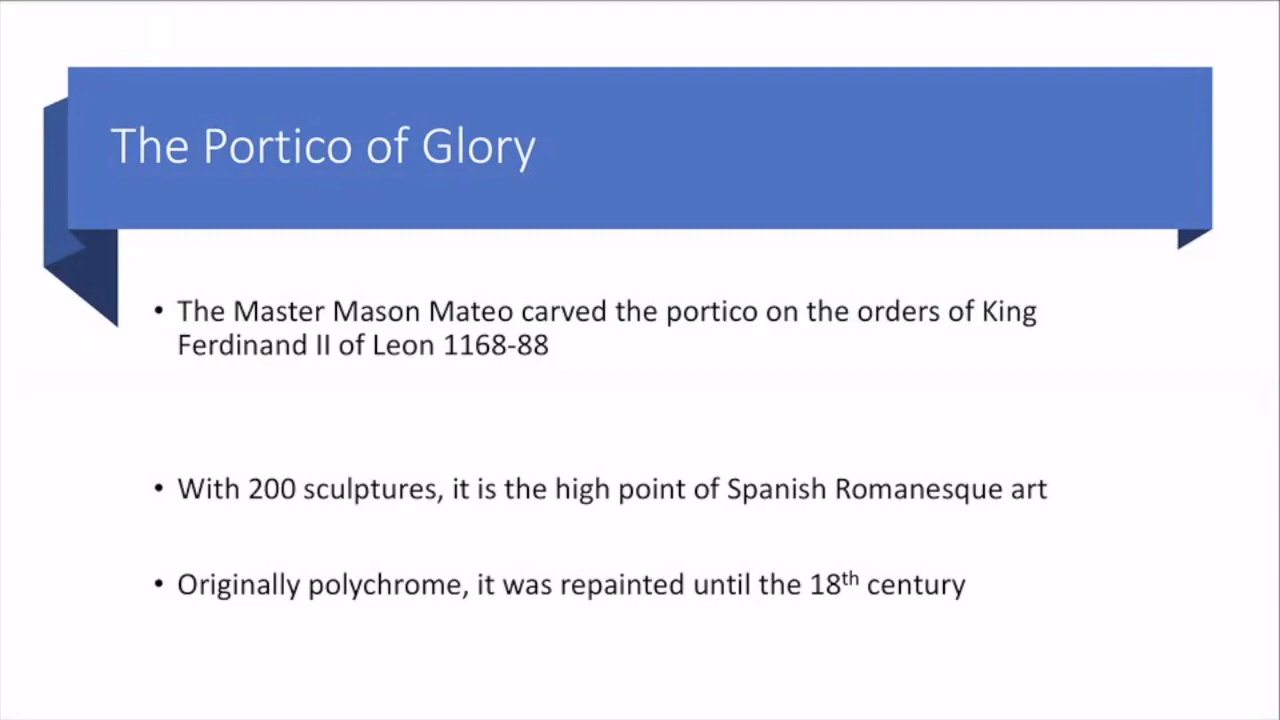 The Portico of Glory
• The Master Mason Mateo carved the portico on the orders of King
Ferdinand II of Leon 1168-88
• With 200 sculptures, it is the high point of Spanish Romanesque art
• Originally polychrome, it was repainted until the 18th century